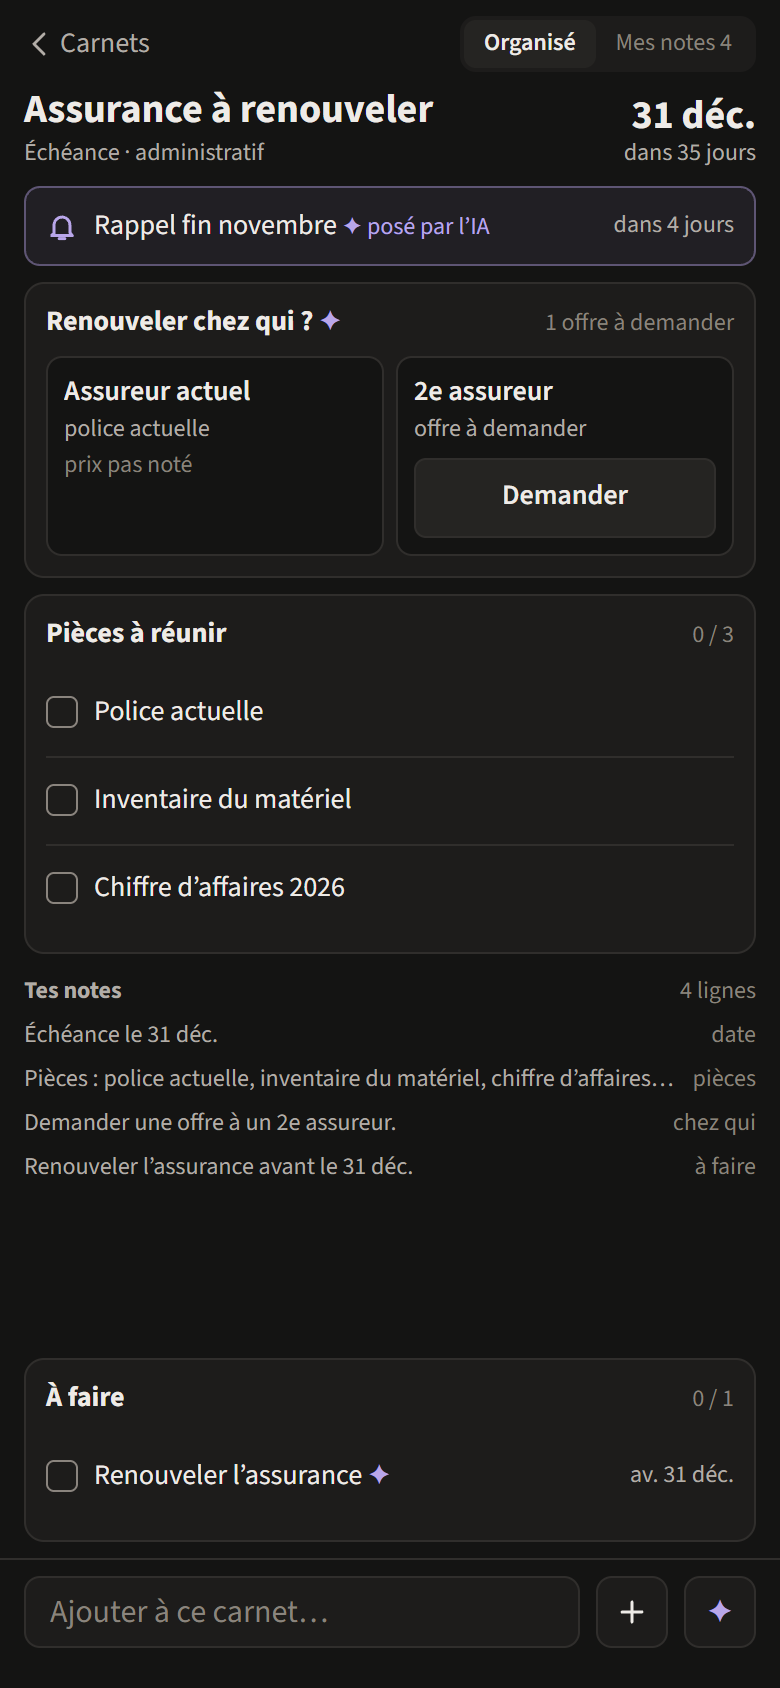 Carnets
Organisé
Mes notes 4
Assurance à renouveler
31 déc.
Échéance · administratif
dans 35 jours
Rappel fin novembre ✦ posé par l’IA
dans 4 jours
Renouveler chez qui ? ✦
1 offre à demander
Assureur actuel
police actuelle
prix pas noté
2e assureur
offre à demander
Demander
Pièces à réunir
0 / 3
Police actuelle
Inventaire du matériel
Chiffre d’affaires 2026
Tes notes
4 lignes
Échéance le 31 déc.
date
Pièces : police actuelle, inventaire du matériel, chiffre d’affaires…
pièces
Demander une offre à un 2e assureur.
chez qui
Renouveler l’assurance avant le 31 déc.
à faire
À faire
0 / 1
Renouveler l’assurance ✦
av. 31 déc.
Ajouter à ce carnet…